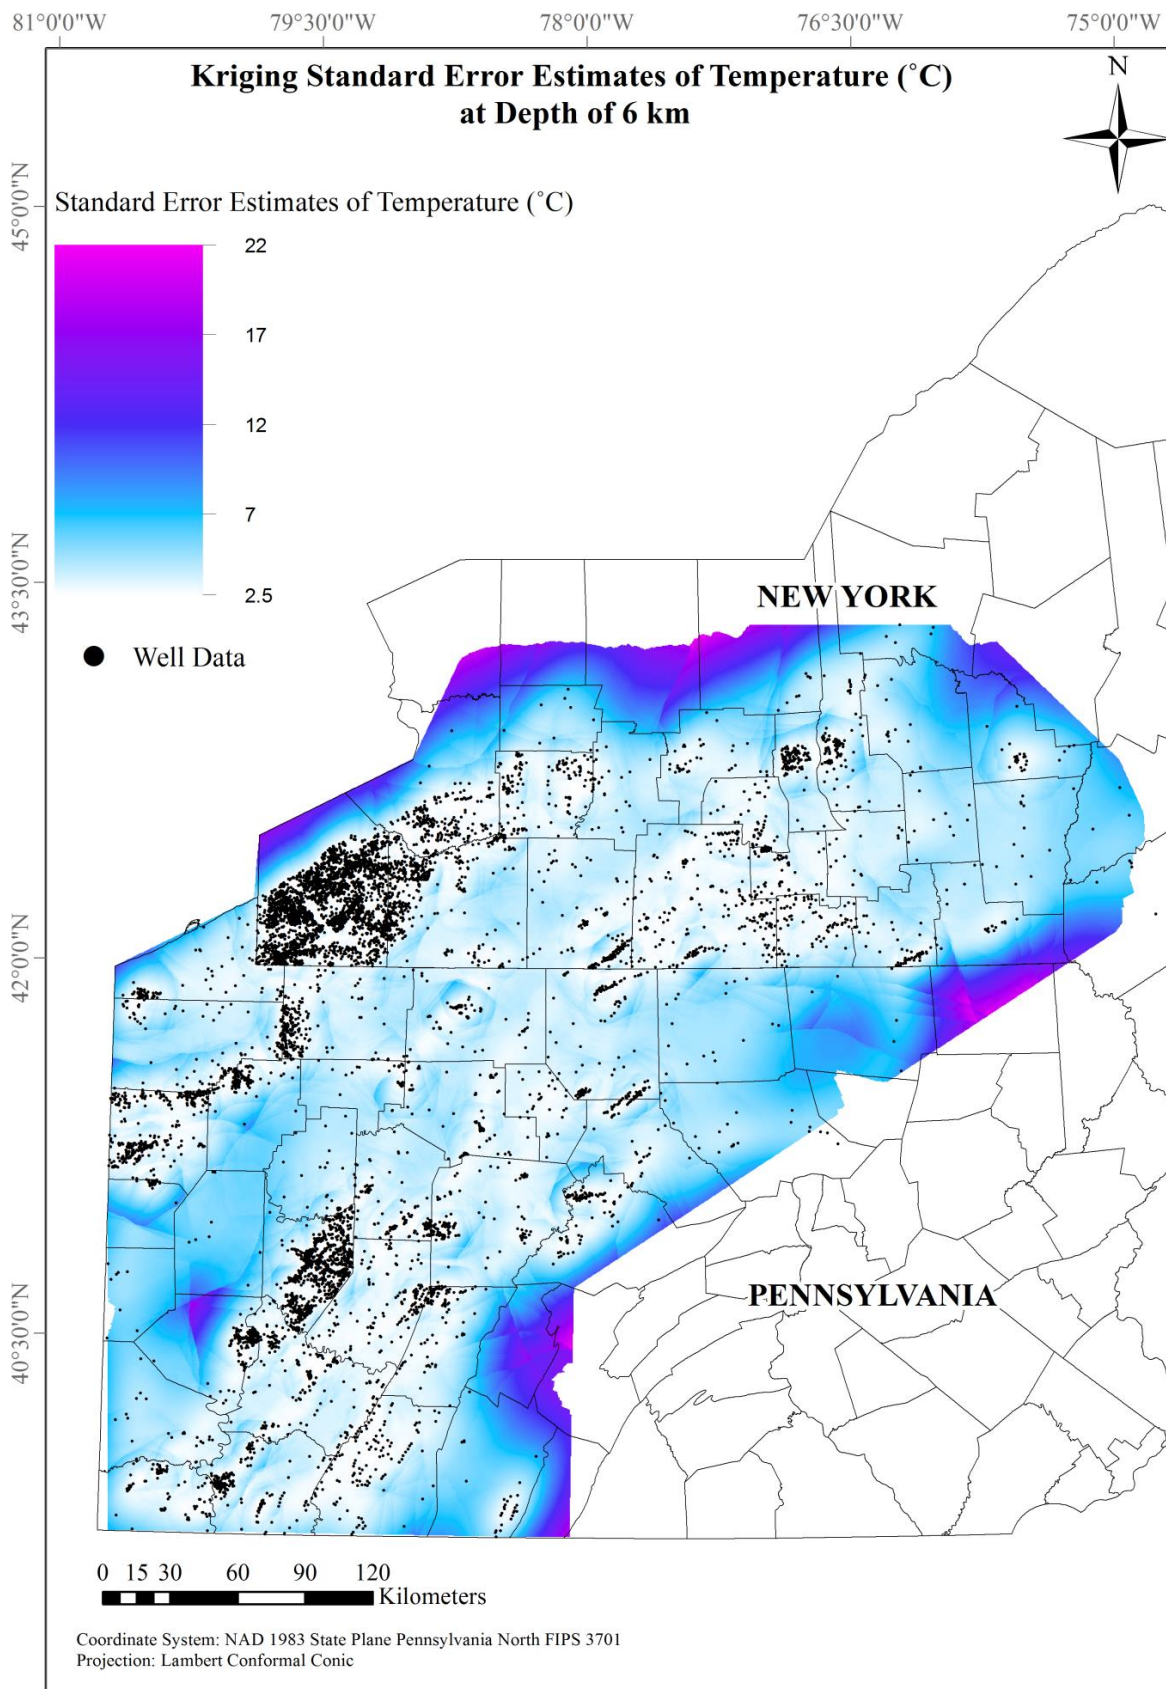 81°0'0"W 79°30'0"W 78°0'0"W 76°30'0"W 75°0'0"W
Kriging Standard Error Estimates of Temperature (˚C)
at Depth of 6 km
N
45°0'0"N
Standard Error Estimates of Temperature (˚C)
22
17
12
7
2.5
43°30'0"N
NEW YORK
Well Data
42°0'0"N
PENNSYLVANIA
40°30'0"N
0 15 30 60 90 120
Kilometers
Coordinate System: NAD 1983 State Plane Pennsylvania North FIPS 3701
Projection: Lambert Conformal Conic